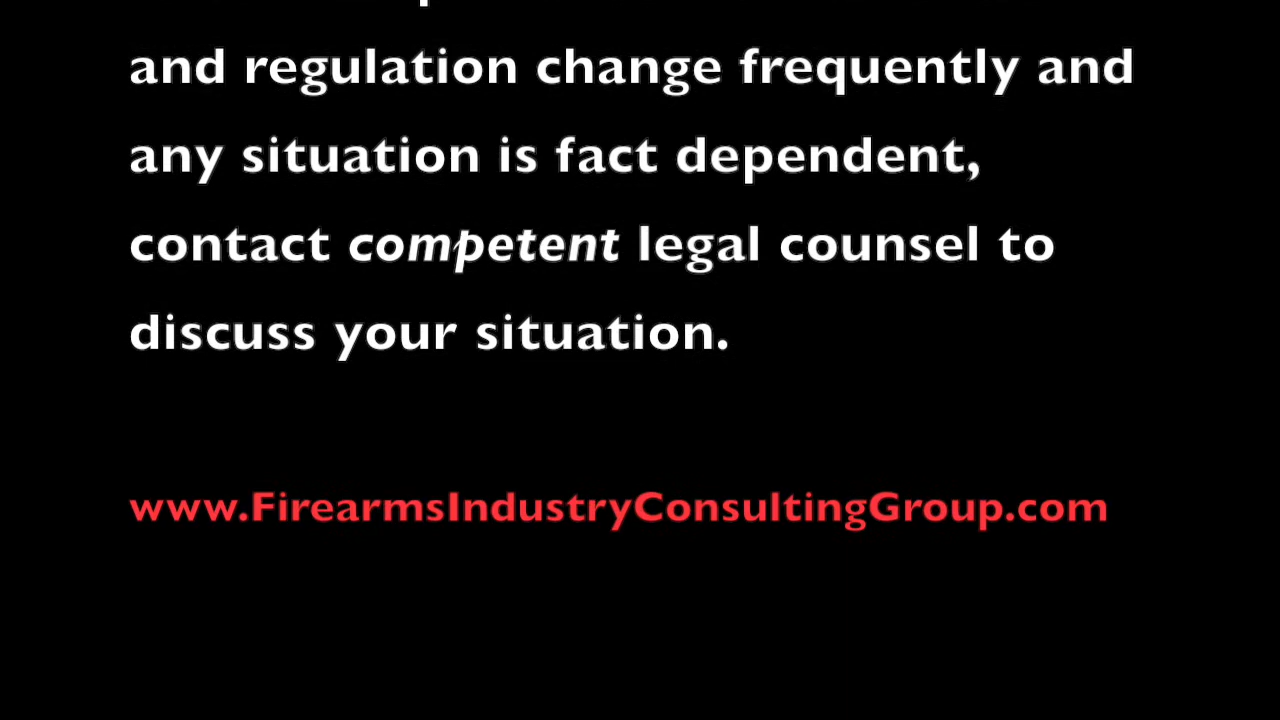 and regulation change frequently and
any situation is fact dependent,
contact competent legal counsel to
discuss your situation.
www.FirearmsIndustryConsultingGroup.com